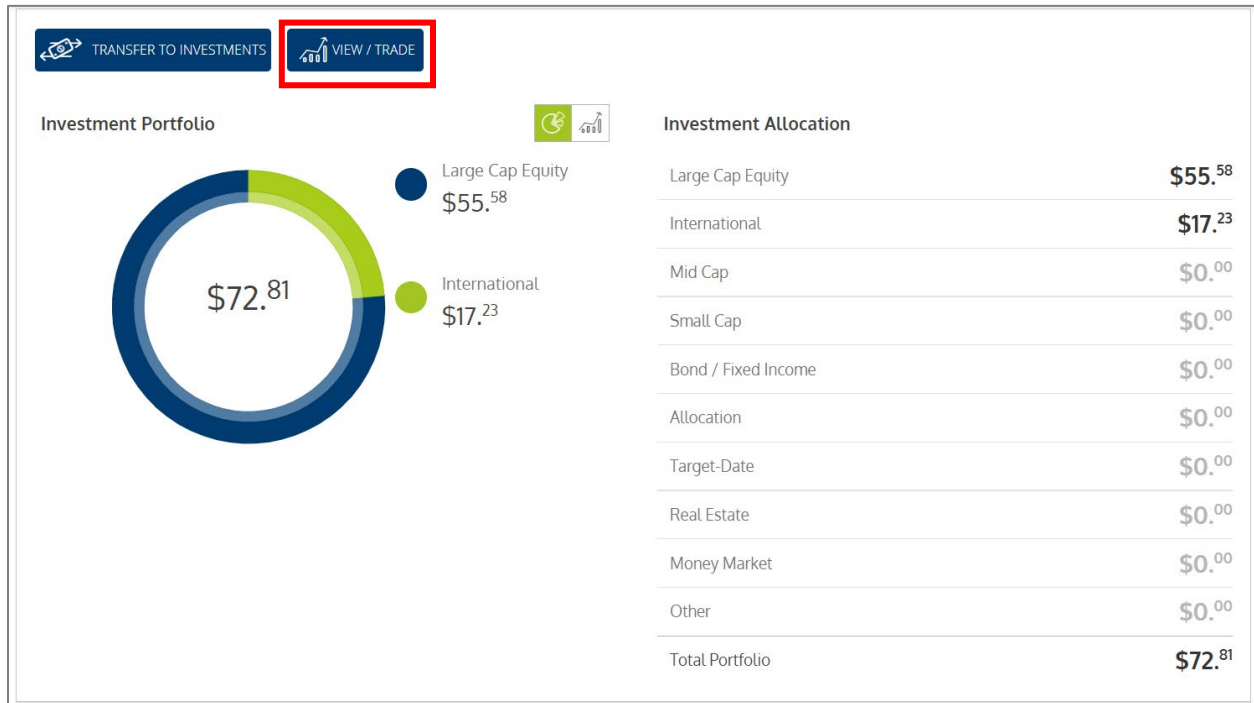 TRANSFER TO INVESTMENTS
VIEW / TRADE
Investment Portfolio
$72.81
Large Cap Equity
$55.58
International
$17.23
Investment Allocation
Large Cap Equity $55.58
International $17.23
Mid Cap $0.00
Small Cap $0.00
Bond / Fixed Income $0.00
Allocation $0.00
Target-Date $0.00
Real Estate $0.00
Money Market $0.00
Other $0.00
Total Portfolio $72.81